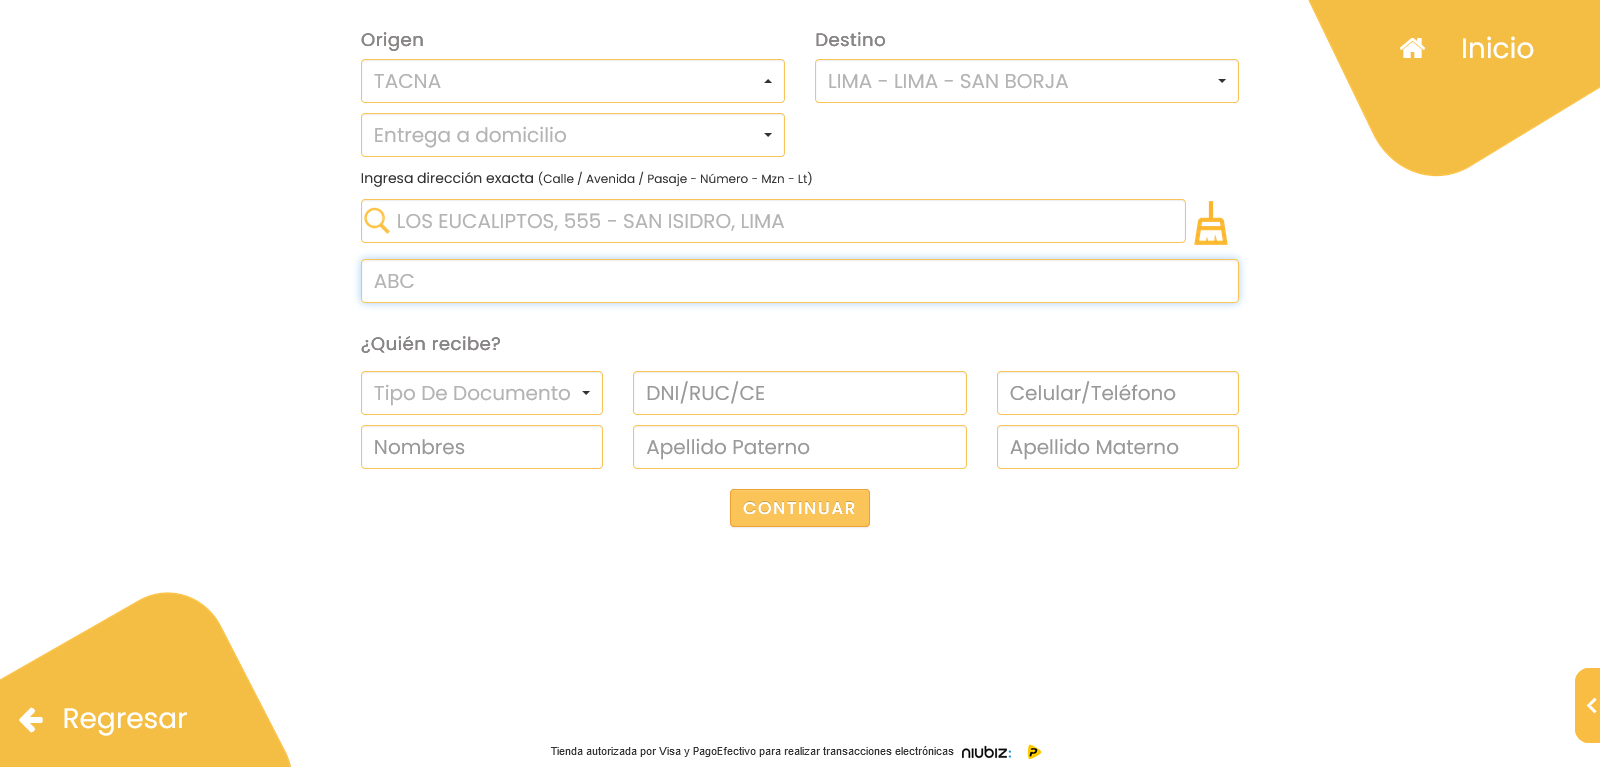 Origen
Destino
Inicio
TACNA
LIMA - LIMA - SAN BORJA
Entrega a domicilio
Ingresa dirección exacta (Calle / Avenida / Pasaje - Número - Mzn - Lt)
LOS EUCALIPTOS, 555 - SAN ISIDRO, LIMA
ABC
¿Quién recibe?
Tipo De Documento
DNI/RUC/CE
Celular/Teléfono
Nombres
Apellido Paterno
Apellido Materno
CONTINUAR
Regresar
Tienda autorizada por Visa y PagoEfectivo para realizar transacciones electrónicas niubiz: P